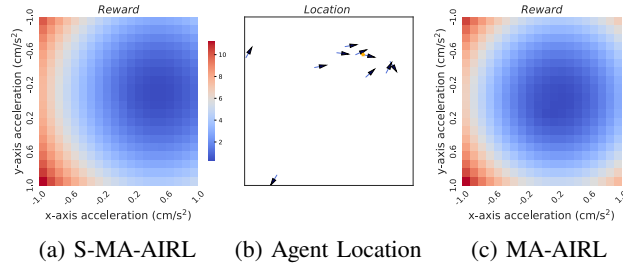 Reward
Location
Reward
y-axis acceleration (cm/s²)
-1.0
-0.6
-0.2
0.2
0.6
1.0
-1.0
-0.6
-0.2
0.2
0.6
1.0
x-axis acceleration (cm/s²)
10
8
6
4
2
y-axis acceleration (cm/s²)
-1.0
-0.6
-0.2
0.2
0.6
1.0
-1.0
-0.6
-0.2
0.2
0.6
1.0
x-axis acceleration (cm/s²)
(a) S-MA-AIRL
(b) Agent Location
(c) MA-AIRL